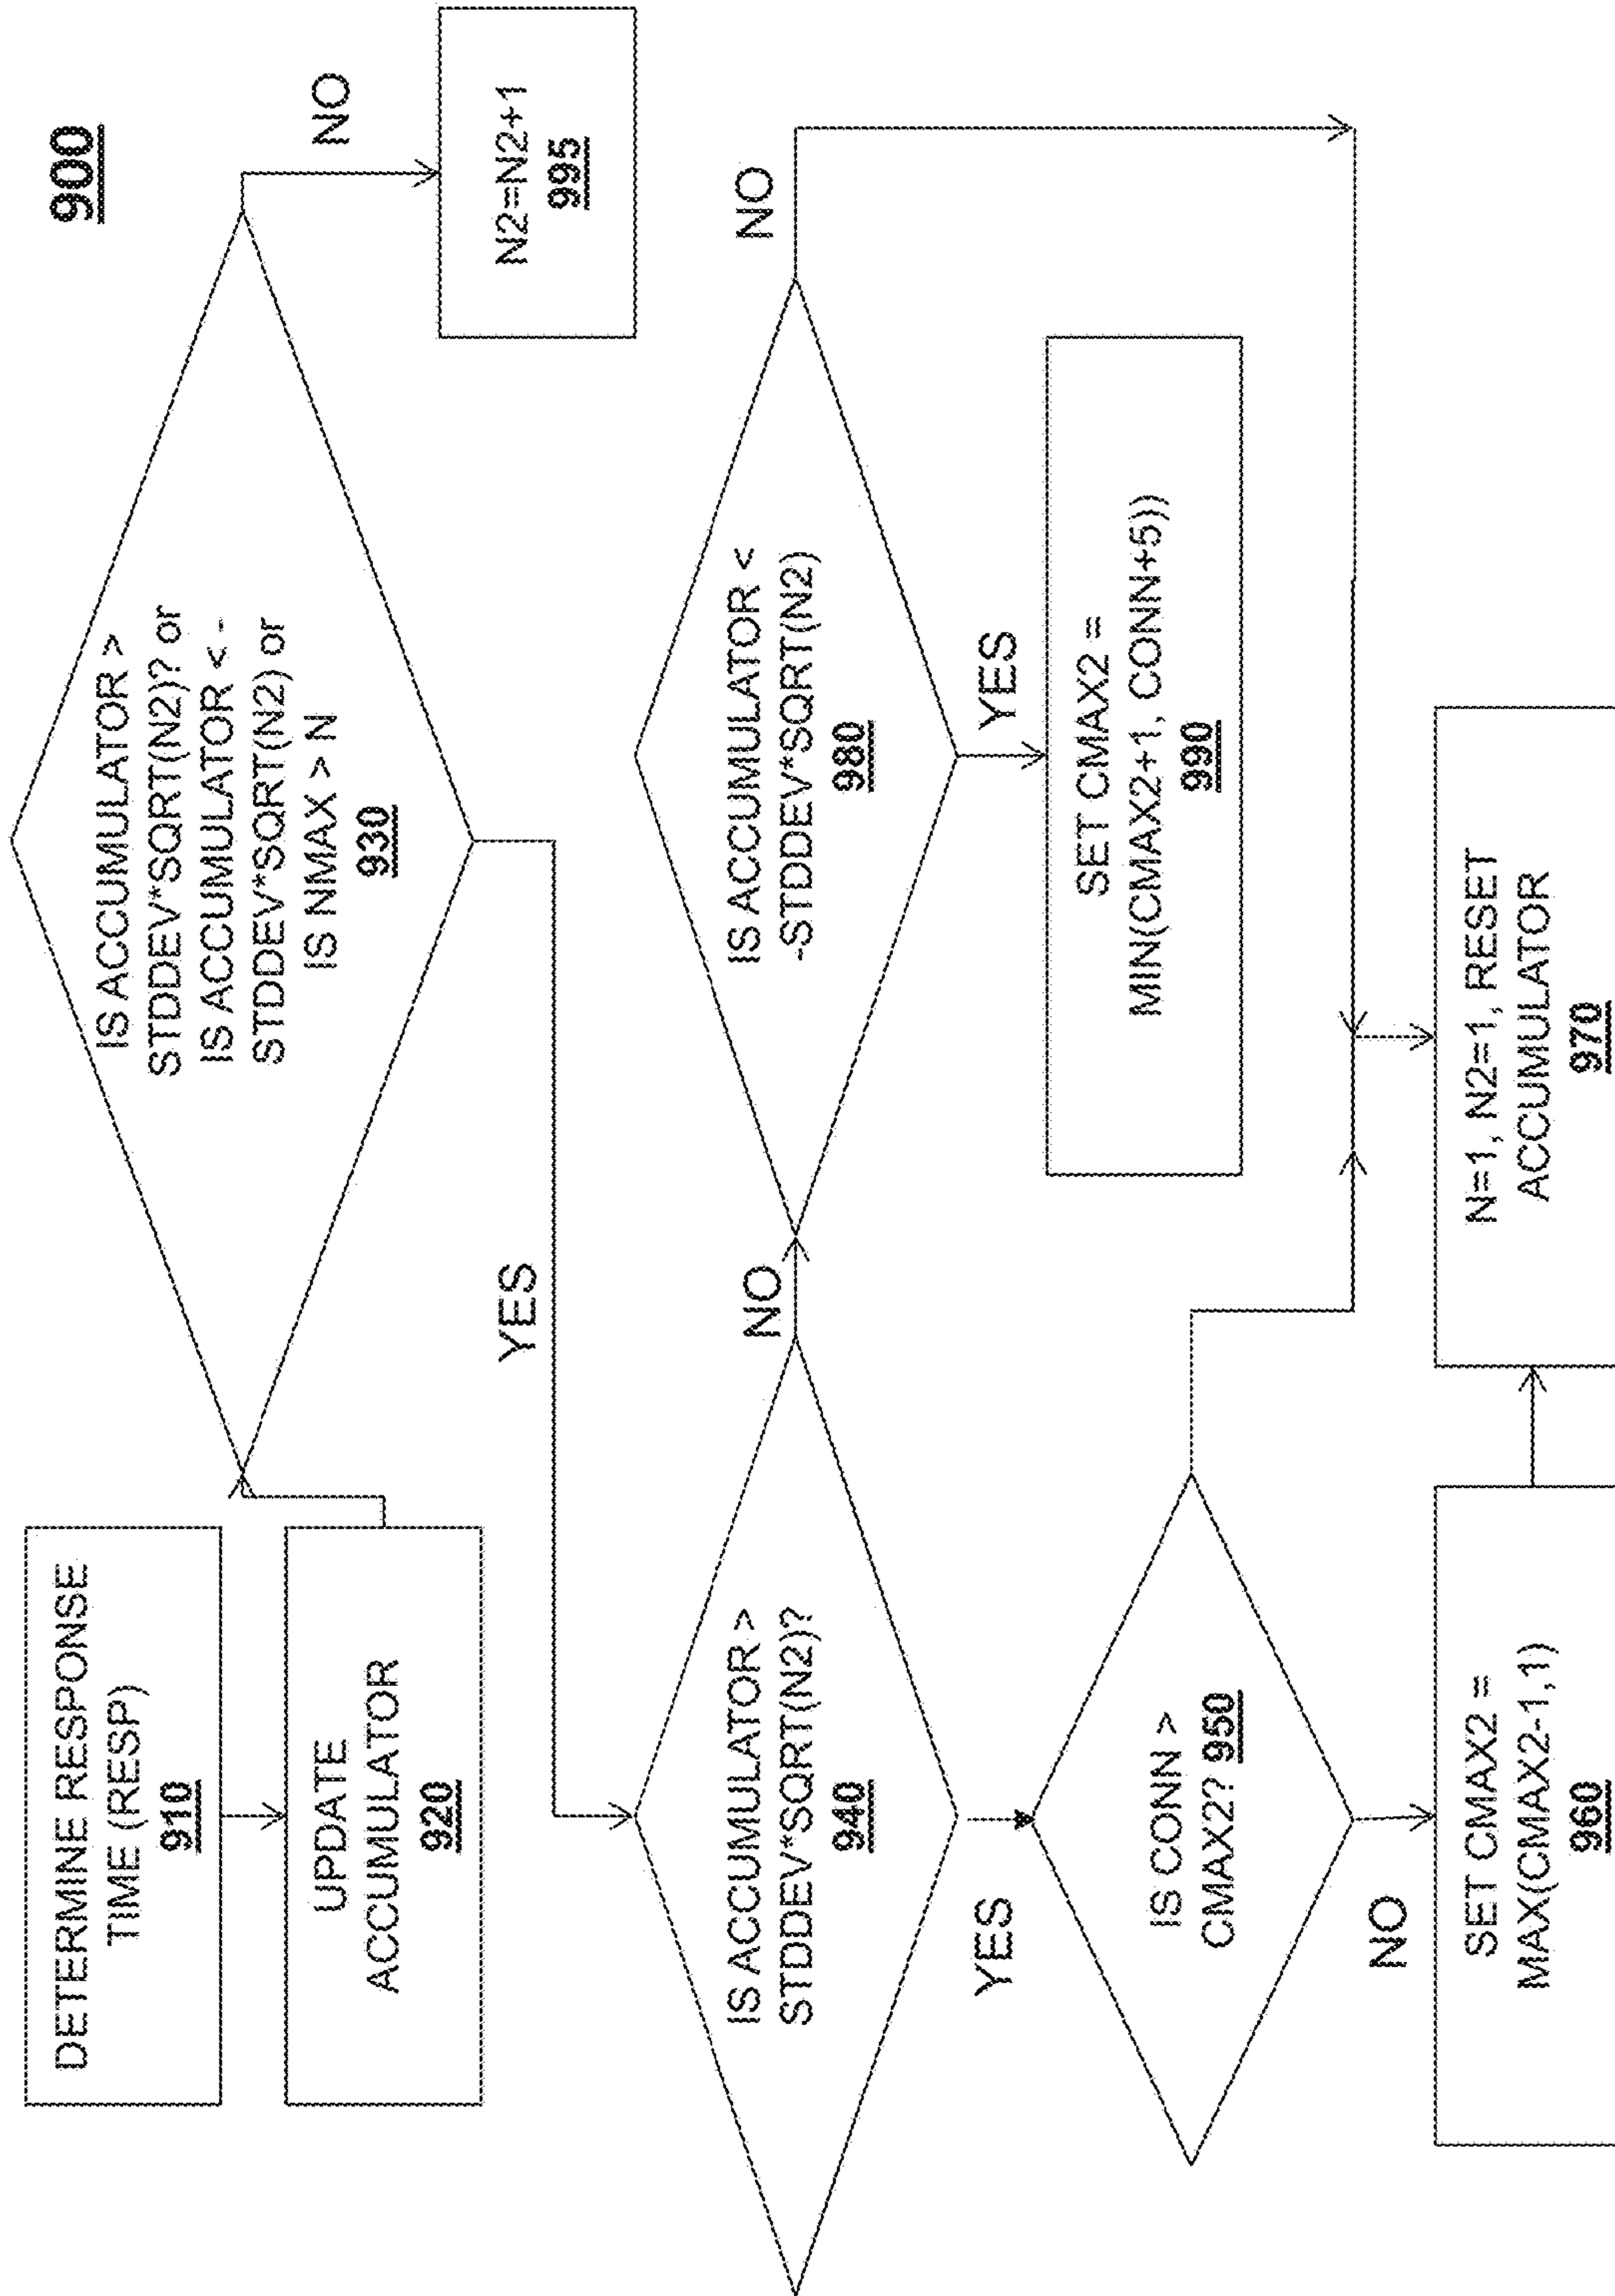 900
DETERMINE RESPONSE
TIME (RESP)
910
UPDATE
ACCUMULATOR
920
IS ACCUMULATOR >
STDDEV*SQRT(N2)? or
IS ACCUMULATOR < -
STDDEV*SQRT(N2) or
IS NMAX > N
930
NO
N2=N2+1
995
YES
IS ACCUMULATOR >
STDDEV*SQRT(N2)?
940
NO
IS ACCUMULATOR <
-STDDEV*SQRT(N2)
980
NO
YES
IS CONN >
CMAX2? 950
YES
SET CMAX2 =
MIN(CMAX2+1, CONN+5))
990
NO
SET CMAX2 =
MAX(CMAX2-1,1)
960
N=1, N2=1, RESET
ACCUMULATOR
970